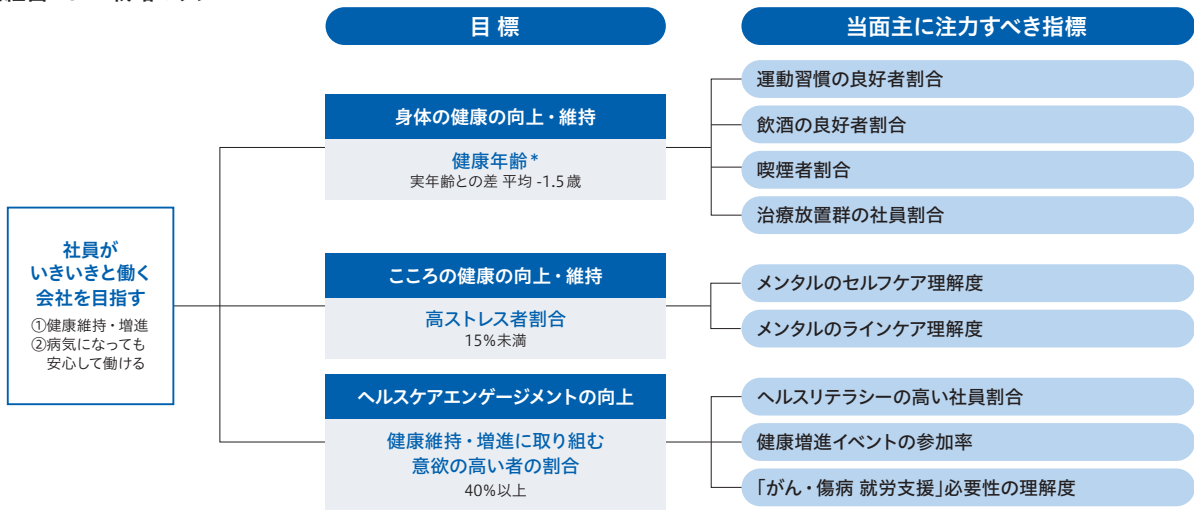 目標
当面主に注力すべき指標
社員が
いきいきと働く
会社を目指す
①健康維持・増進
②病気になっても
安心して働ける
身体の健康の向上・維持
健康年齢*
実年齢との差 平均 -1.5歳
運動習慣の良好者割合
飲酒の良好者割合
喫煙者割合
治療放置群の社員割合
こころの健康の向上・維持
高ストレス者割合
15%未満
メンタルのセルフケア理解度
メンタルのラインケア理解度
ヘルスケアエンゲージメントの向上
健康維持・増進に取り組む
意欲の高い者の割合
40%以上
ヘルスリテラシーの高い社員割合
健康増進イベントの参加率
「がん・傷病 就労支援」必要性の理解度